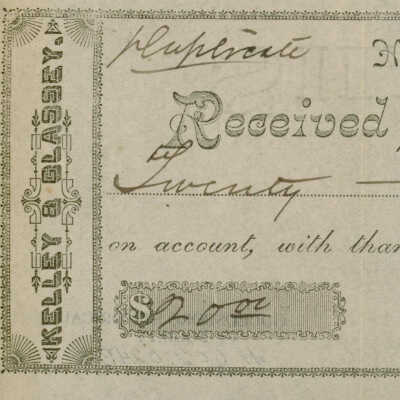 KELLEY & GLASSEY.
Duplicate N
Received
Twenty
on account, with than
$20.00